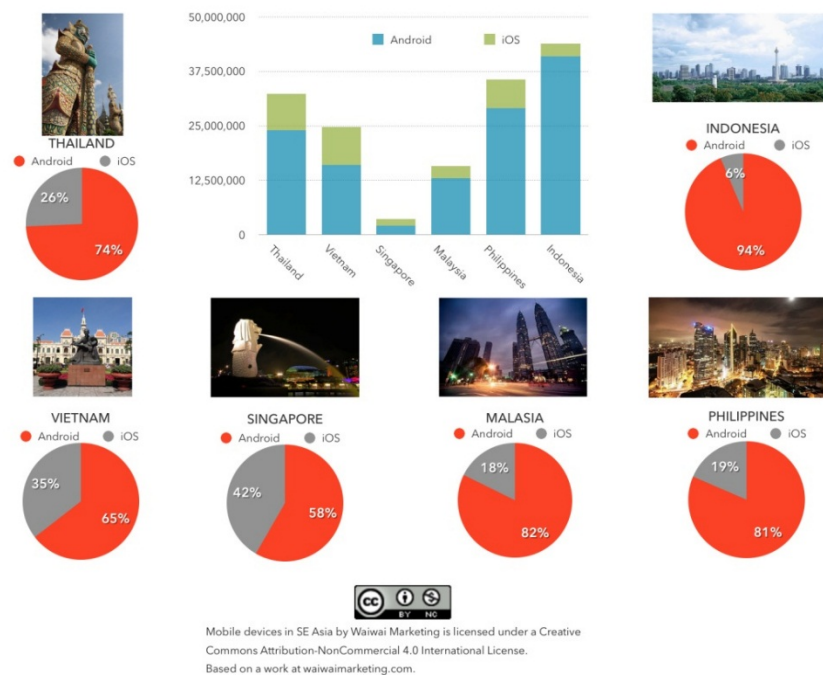 50,000,000
Android
iOS
37,500,000
25,000,000
12,500,000
0
Thailand
Vietnam
Singapore
Malaysia
Philippines
Indonesia
THAILAND
Android iOS
26%
74%
INDONESIA
Android iOS
6%
94%
VIETNAM
Android iOS
35%
65%
SINGAPORE
Android iOS
42%
58%
MALASIA
Android iOS
18%
82%
PHILIPPINES
Android iOS
19%
81%
cc
BY NC
Mobile devices in SE Asia by Waiwai Marketing is licensed under a Creative
Commons Attribution-NonCommercial 4.0 International License.
Based on a work at waiwaimarketing.com.